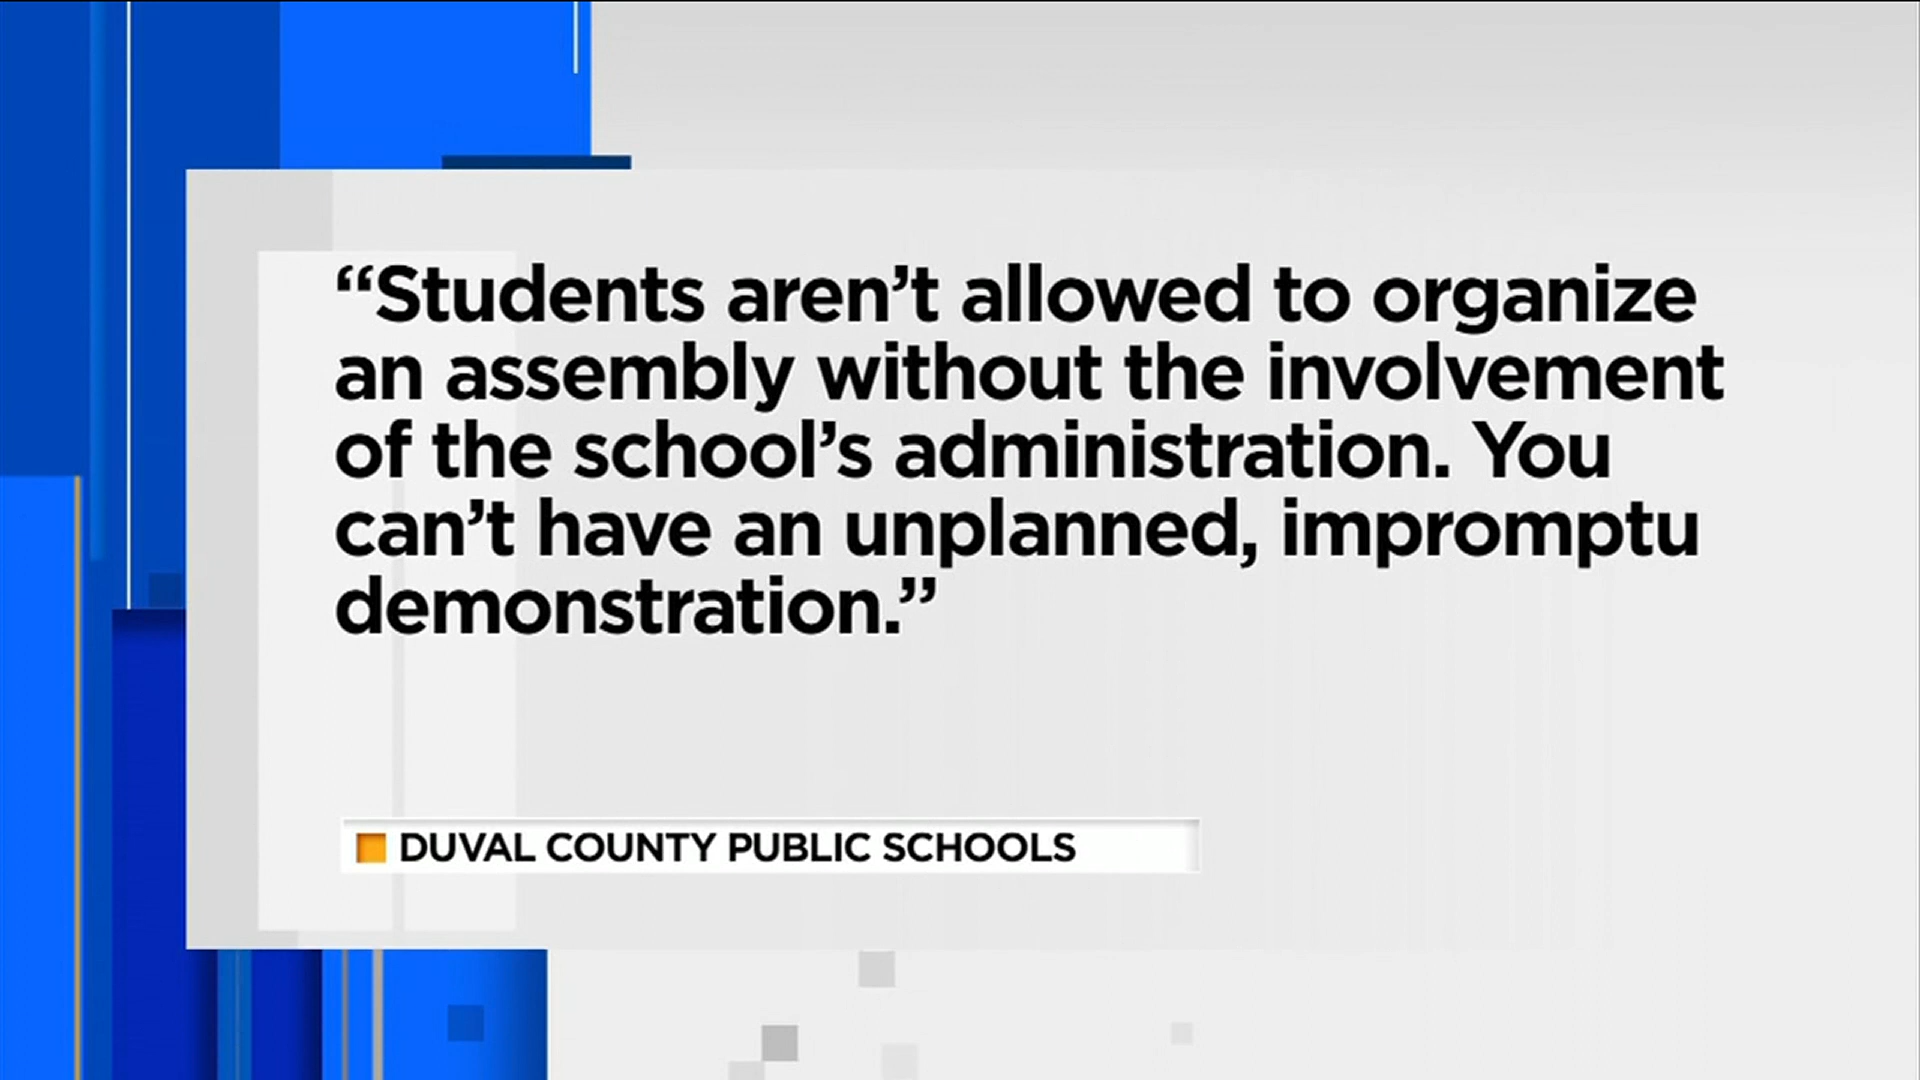 “Students aren’t allowed to organize
an assembly without the involvement
of the school’s administration. You
can’t have an unplanned, impromptu
demonstration.”
DUVAL COUNTY PUBLIC SCHOOLS